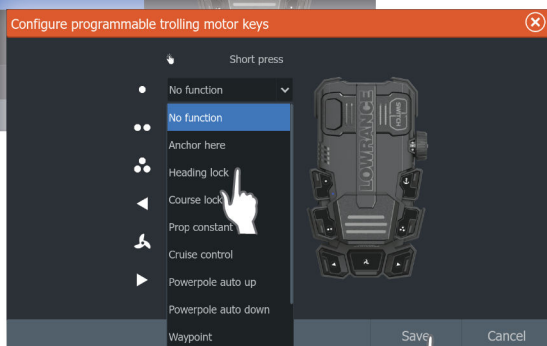 Configure programmable trolling motor keys
Short press
No function
No function
Anchor here
Heading lock
Course lock
Prop constant
Cruise control
Powerpole auto up
Powerpole auto down
Waypoint
LOWRANCE
SWITCH
Save
Cancel